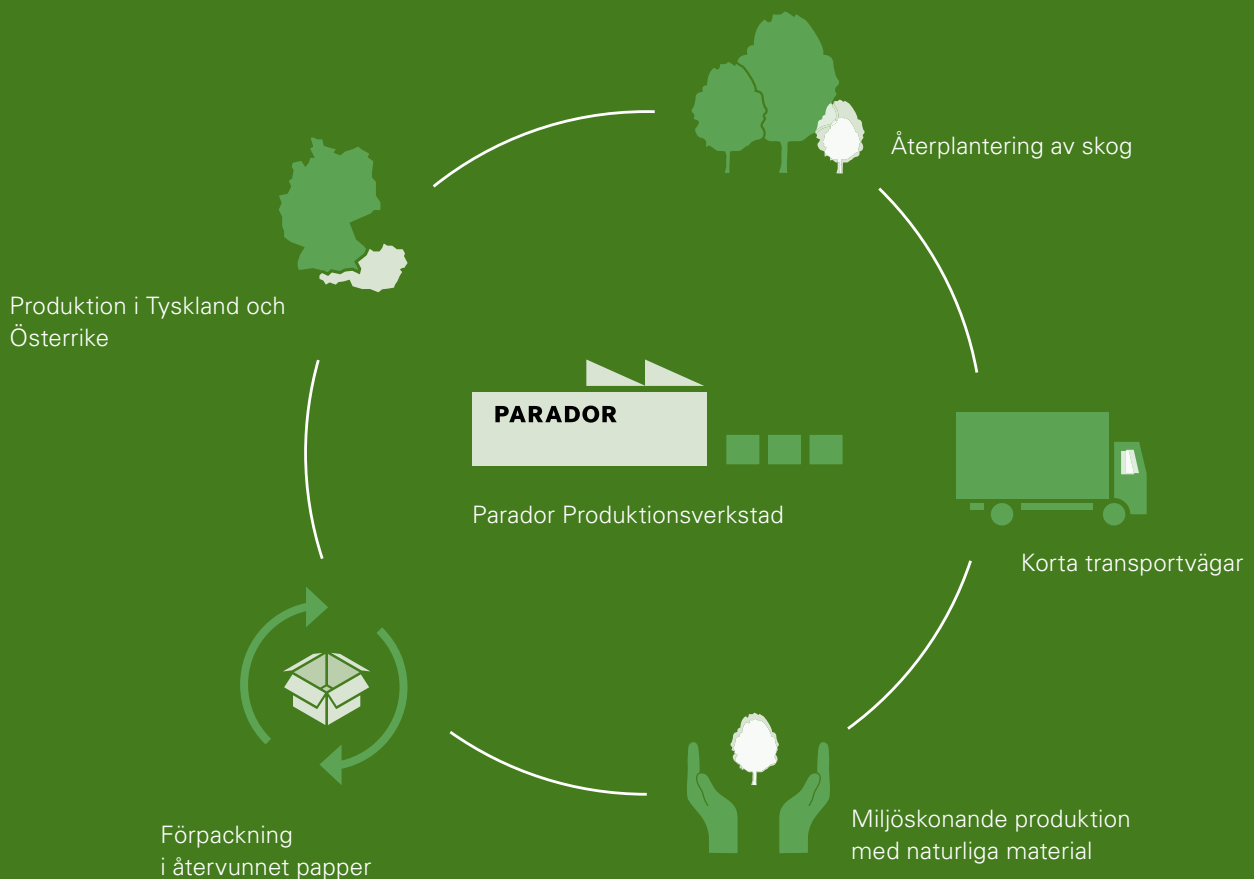 Återplantering av skog
Produktion i Tyskland och
Österrike
PARADOR
Parador Produktionsverkstad
Korta transportvägar
Miljöskonande produktion
med naturliga material
Förpackning
i återvunnet papper